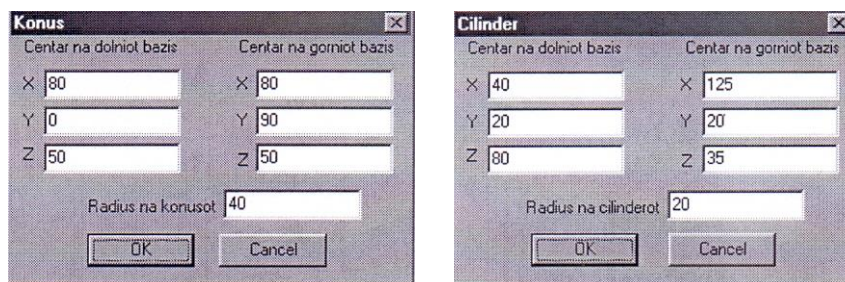 Konus
Centar na dolniot bazis Centar na gorniot bazis
X 80 X 80
Y 0 Y 90
Z 50 Z 50
Radius na konusot 40
OK Cancel
Cilinder
Centar na dolniot bazis Centar na gorniot bazis
X 40 X 125
Y 20 Y 20
Z 80 Z 35
Radius na cilinderot 20
OK Cancel